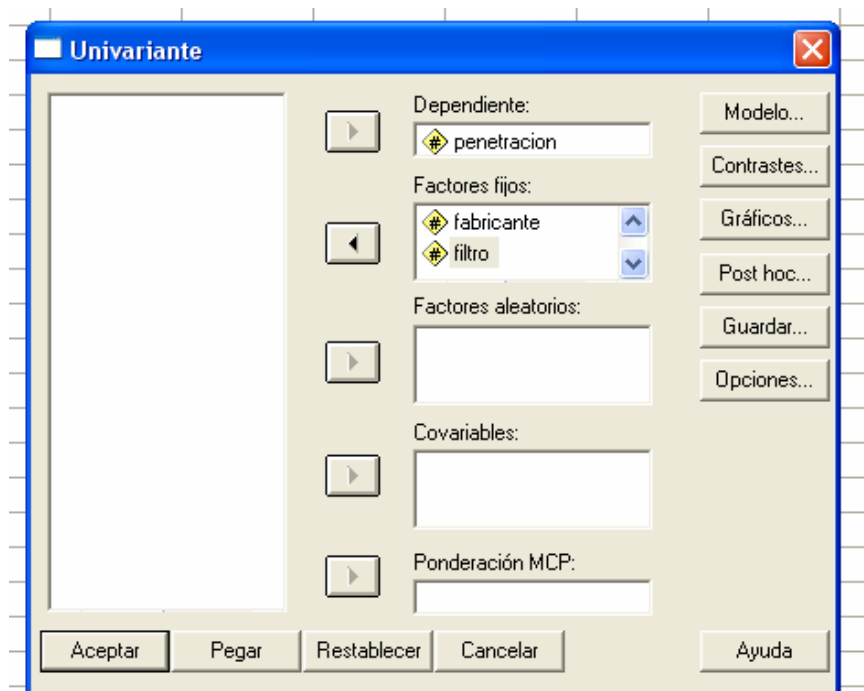 Univariante
Dependiente:
# penetracion
Factores fijos:
# fabricante
# filtro
Factores aleatorios:
Covariables:
Ponderación MCP:
Modelo...
Contrastes...
Gráficos...
Post hoc...
Guardar...
Opciones...
Aceptar
Pegar
Restablecer
Cancelar
Ayuda